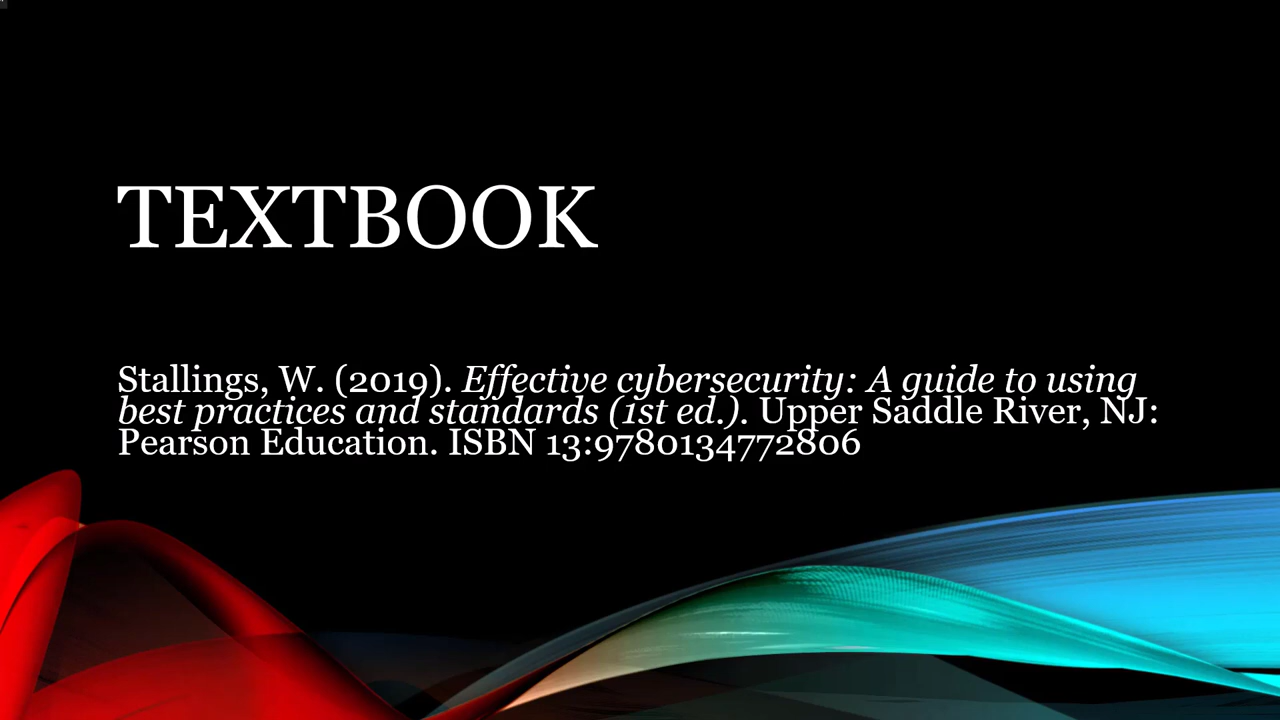 TEXTBOOK
Stallings, W. (2019). Effective cybersecurity: A guide to using
best practices and standards (1st ed.). Upper Saddle River, NJ:
Pearson Education. ISBN 13:9780134772806